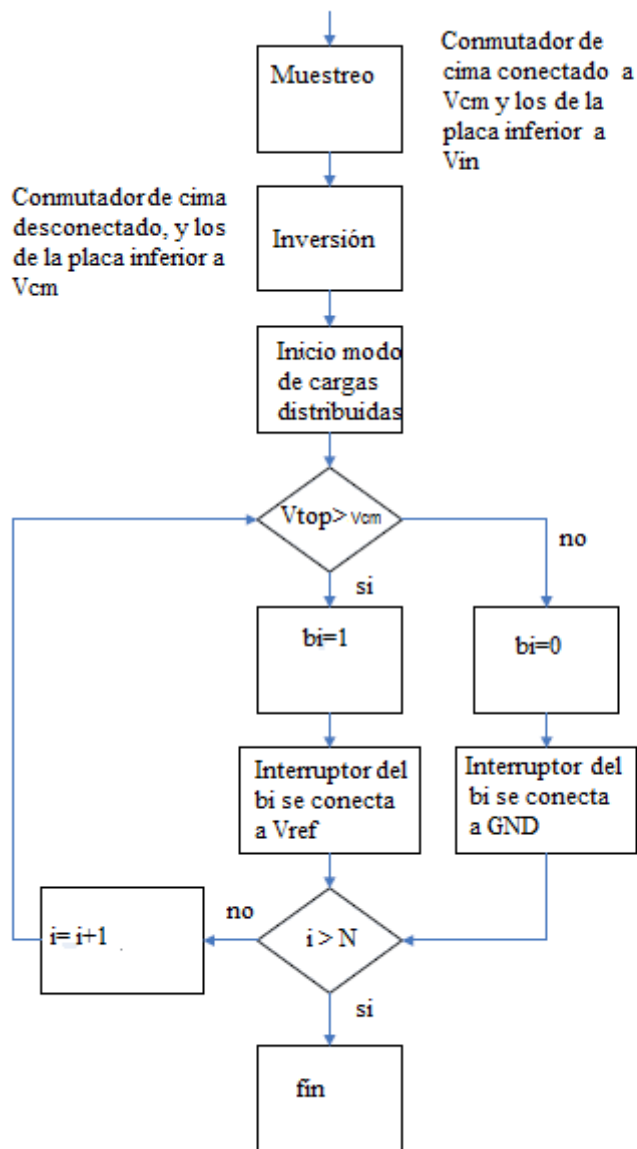 Muestreo
Conmutador de
cima conectado a
Vcm y los de la
placa inferior a
Vin
Conmutador de cima
desconectado, y los
de la placa inferior a
Vcm
Inversión
Inicio modo
de cargas
distribuidas
Vtop> Vcm
no
si
bi=1
bi=0
Interruptor del
bi se conecta
a Vref
Interruptor del
bi se conecta
a GND
i= i+1
no
i > N
si
fín